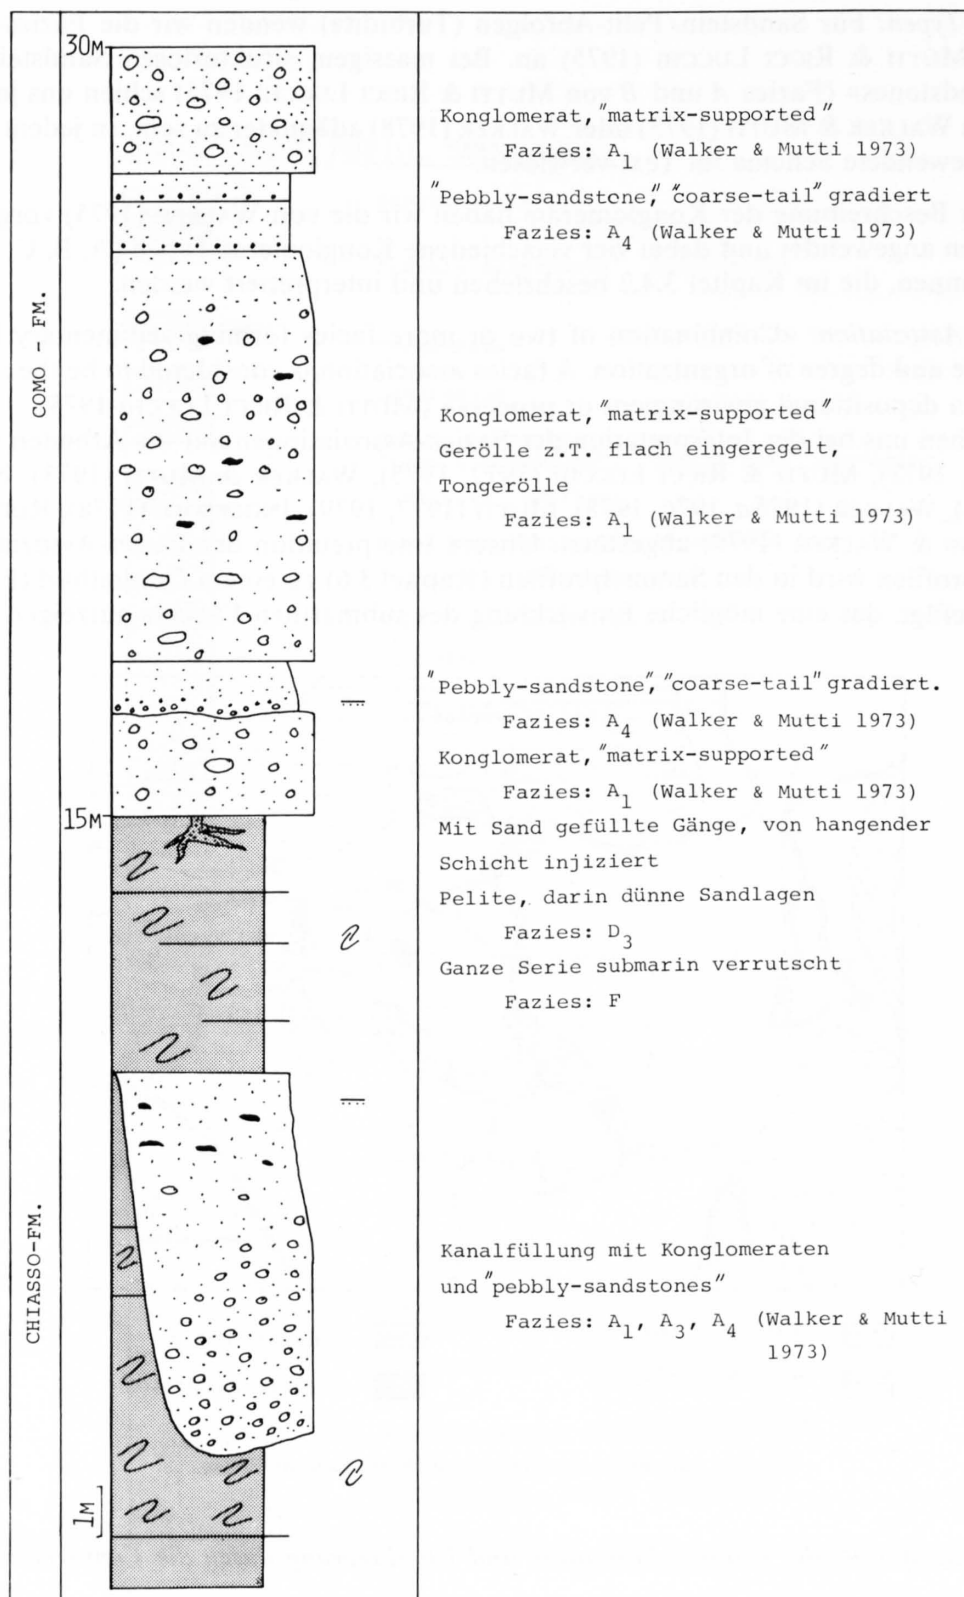 30M
Konglomerat, "matrix-supported"
Fazies: A1 (Walker & Mutti 1973)
"Pebbly-sandstone", "coarse-tail" gradiert
Fazies: A4 (Walker & Mutti 1973)
COMO - FM.
Konglomerat, "matrix-supported"
Gerölle z.T. flach eingeregelt,
Tongerölle
Fazies: A1 (Walker & Mutti 1973)
"Pebbly-sandstone", "coarse-tail" gradiert.
Fazies: A4 (Walker & Mutti 1973)
Konglomerat, "matrix-supported"
Fazies: A1 (Walker & Mutti 1973)
15M
Mit Sand gefüllte Gänge, von hangender
Schicht injiziert
Pelite, darin dünne Sandlagen
Fazies: D3
Ganze Serie submarin verrutscht
Fazies: F
CHIASSO-FM.
Kanalfüllung mit Konglomeraten
und "pebbly-sandstones"
Fazies: A1, A3, A4 (Walker & Mutti
1973)
1M